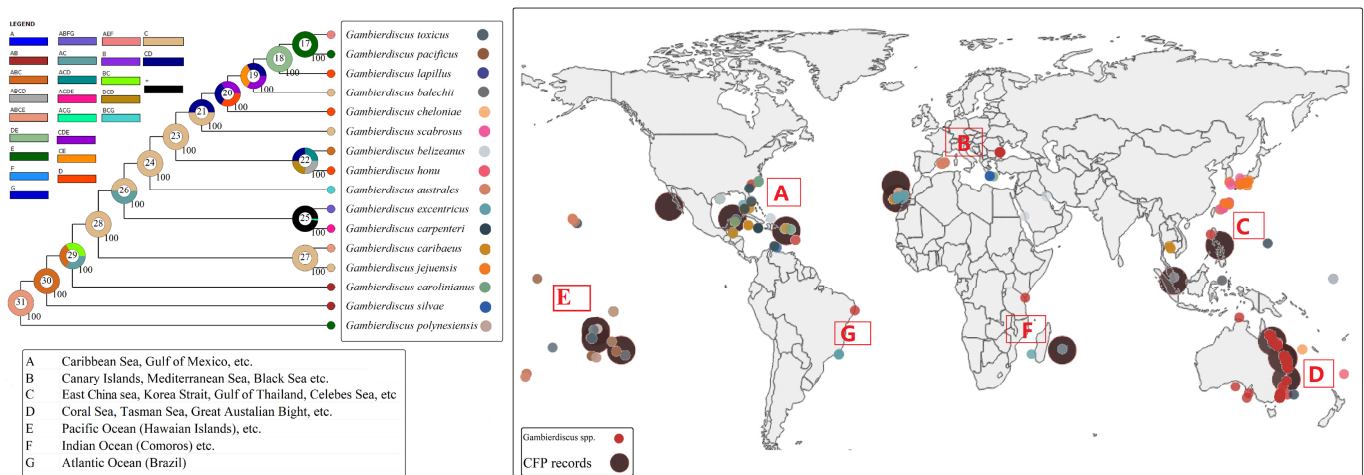 LEGEND
A
ABFG
AEF
C
AB
AC
B
CD
ABC
ACD
BC
*
ABCD
ACDE
BCD
ABCE
ACG
BCG
DE
CDE
E
CE
F
D
G
17
100
18
100
19
100
20
100
21
100
22
100
23
24
25
100
26
100
27
100
28
29
100
30
100
31
100
Gambierdiscus toxicus
Gambierdiscus pacificus
Gambierdiscus lapillus
Gambierdiscus balechii
Gambierdiscus cheloniae
Gambierdiscus scabrosus
Gambierdiscus belizeanus
Gambierdiscus honu
Gambierdiscus australes
Gambierdiscus excentricus
Gambierdiscus carpenteri
Gambierdiscus caribaeus
Gambierdiscus jejuensis
Gambierdiscus carolinianus
Gambierdiscus silvae
Gambierdiscus polynesiensis
A Caribbean Sea, Gulf of Mexico, etc.
B Canary Islands, Mediterranean Sea, Black Sea etc.
C East China sea, Korea Strait, Gulf of Thailand, Celebes Sea, etc
D Coral Sea, Tasman Sea, Great Austalian Bight, etc.
E Pacific Ocean (Hawaiian Islands), etc.
F Indian Ocean (Comoros) etc.
G Atlantic Ocean (Brazil)
B
A
C
E
G
F
D
Gambierdiscus spp.
CFP records